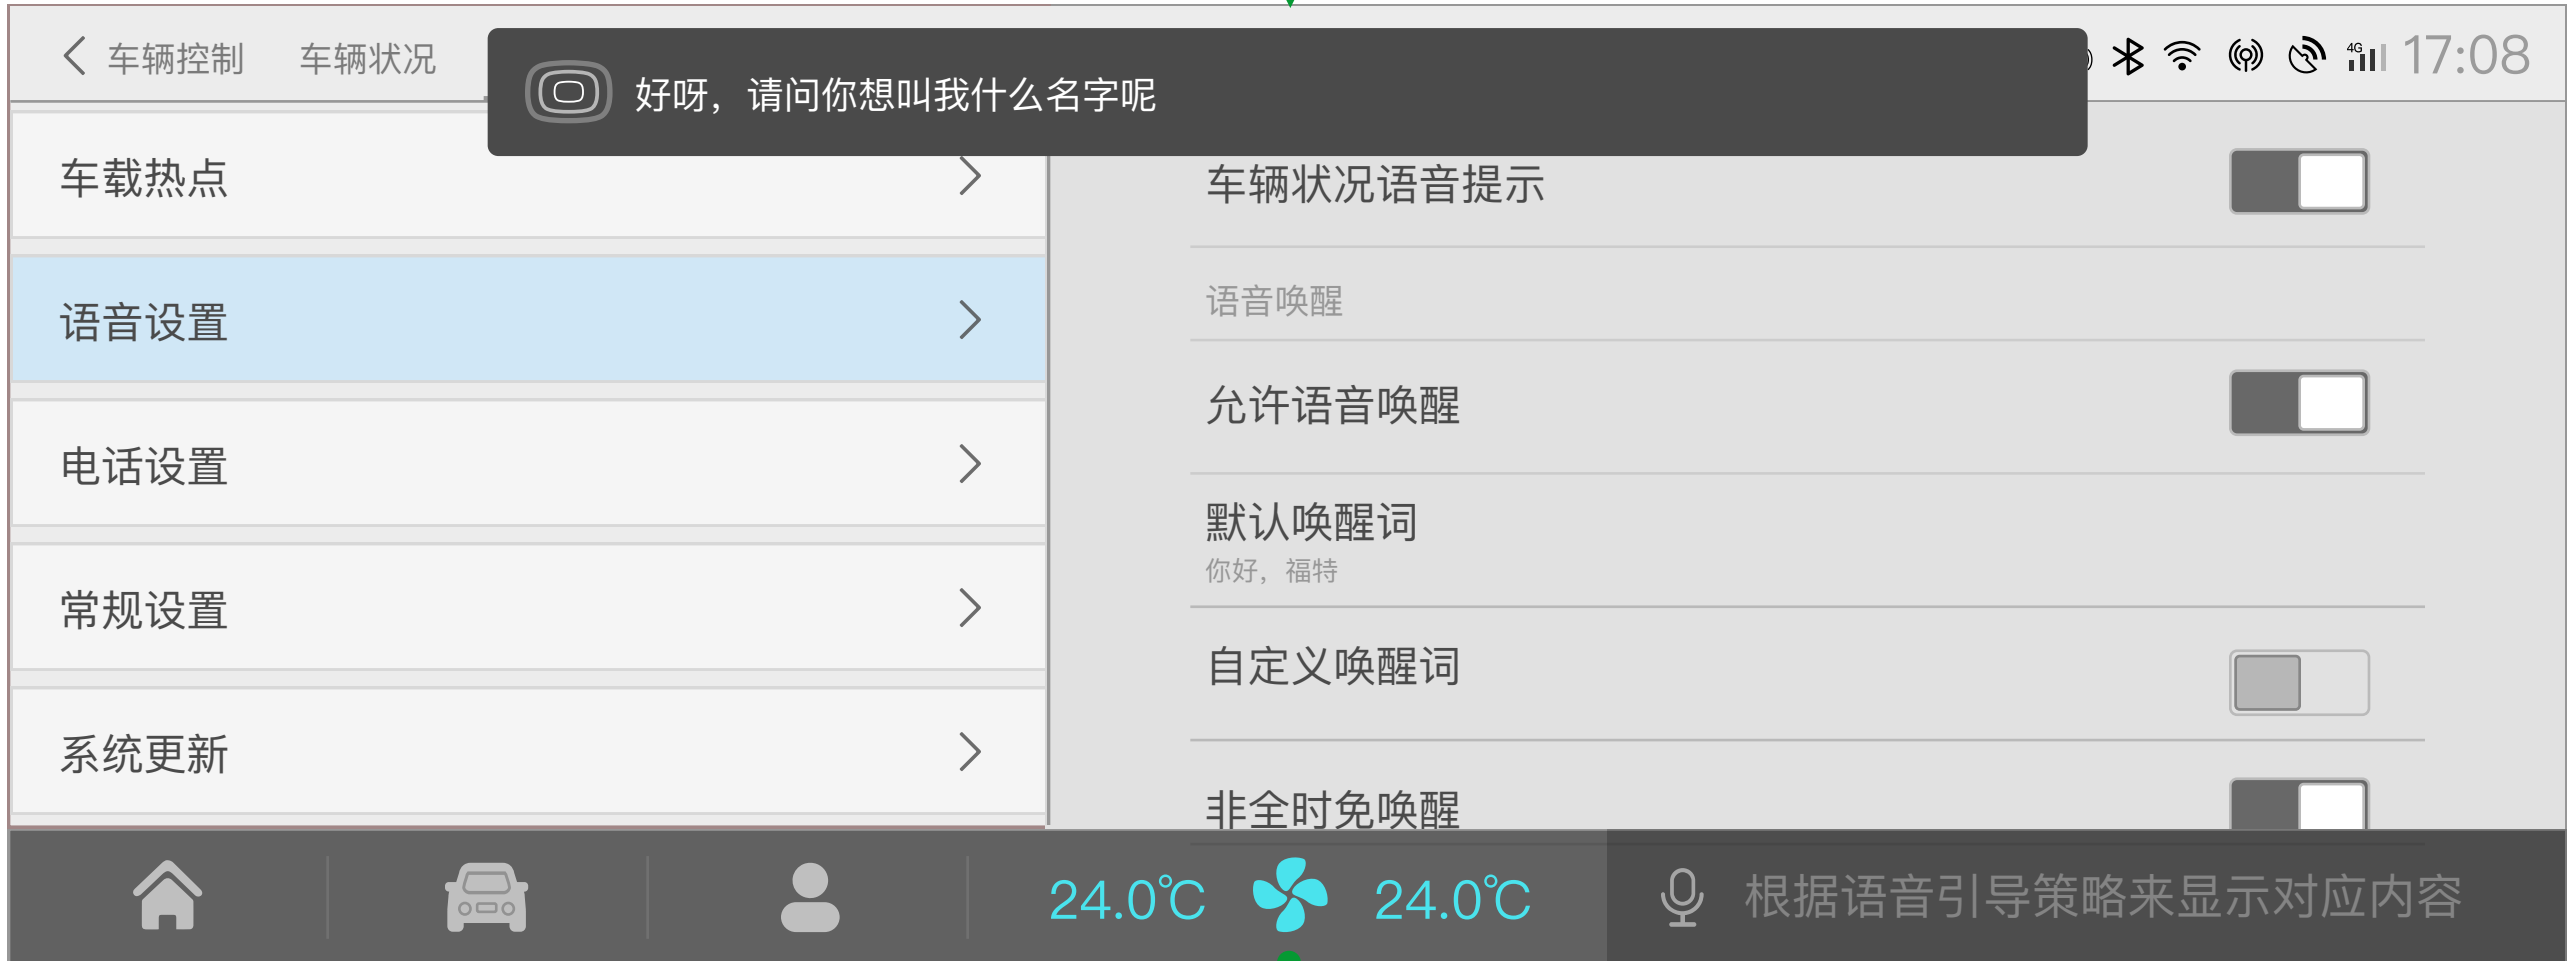 车辆控制
车辆状况
好呀，请问你想叫我什么名字呢
4G
17:08
车载热点
语音设置
电话设置
常规设置
系统更新
车辆状况语音提示
语音唤醒
允许语音唤醒
默认唤醒词
你好，福特
自定义唤醒词
非全时免唤醒
24.0℃
24.0℃
根据语音引导策略来显示对应内容